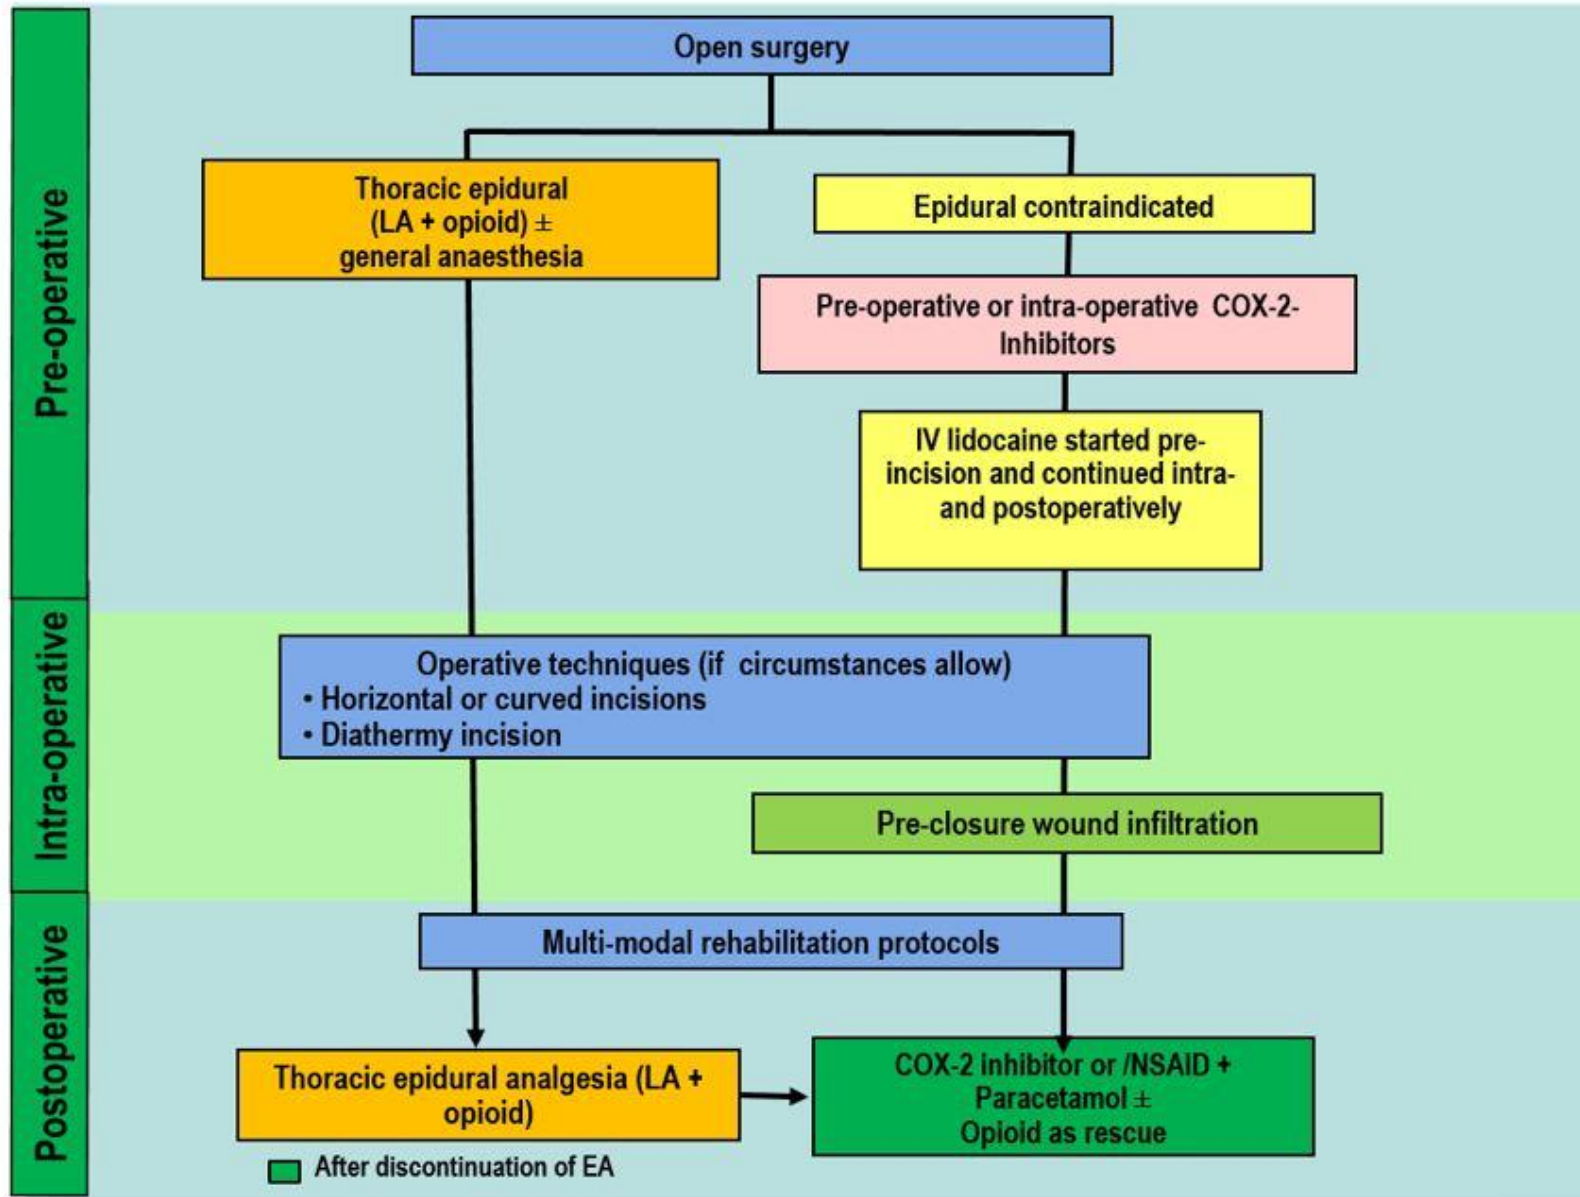 Pre-operative
Open surgery
Thoracic epidural
(LA + opioid) ±
general anaesthesia
Epidural contraindicated
Pre-operative or intra-operative COX-2-
Inhibitors
IV lidocaine started pre-
incision and continued intra-
and postoperatively
Intra-operative
Operative techniques (if circumstances allow)
• Horizontal or curved incisions
• Diathermy incision
Pre-closure wound infiltration
Postoperative
Multi-modal rehabilitation protocols
Thoracic epidural analgesia (LA +
opioid)
COX-2 inhibitor or /NSAID +
Paracetamol ±
Opioid as rescue
After discontinuation of EA